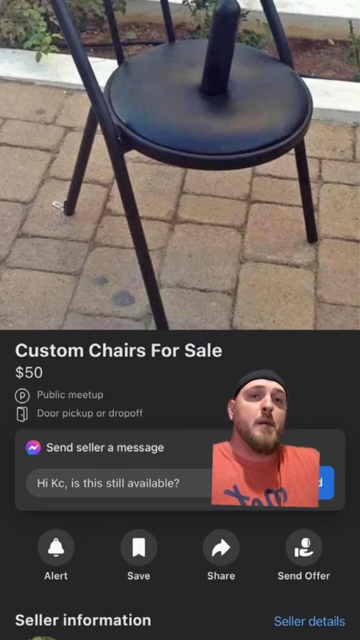 Custom Chairs For Sale
$50
P Public meetup
Door pickup or dropoff
Send seller a message
Hi Kc, is this still available?
Alert
Save
Share
Send Offer
Seller information
Seller details